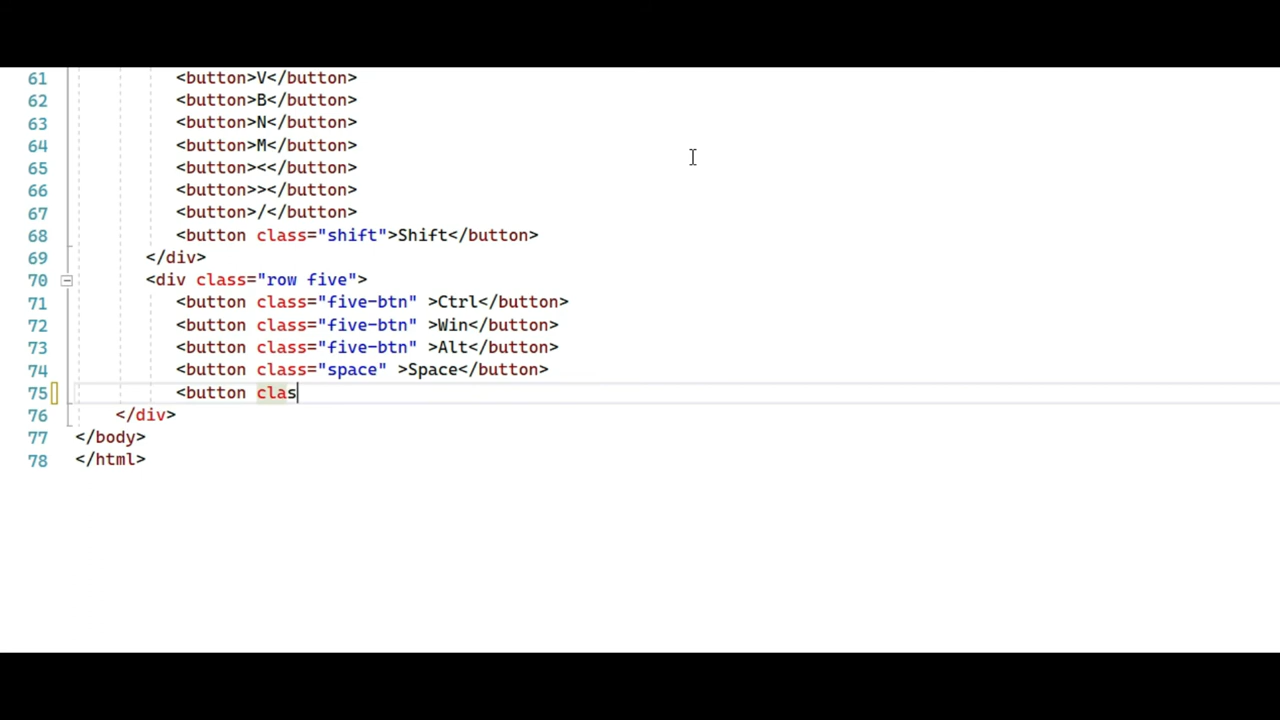 61 <button>V</button>
62 <button>B</button>
63 <button>N</button>
64 <button>M</button>
65 <button><</button>
66 <button>></button>
67 <button>/</button>
68 <button class="shift">Shift</button>
69 </div>
70 <div class="row five">
71 <button class="five-btn" >Ctrl</button>
72 <button class="five-btn" >Win</button>
73 <button class="five-btn" >Alt</button>
74 <button class="space" >Space</button>
75 <button clas
76 </div>
77 </body>
78 </html>